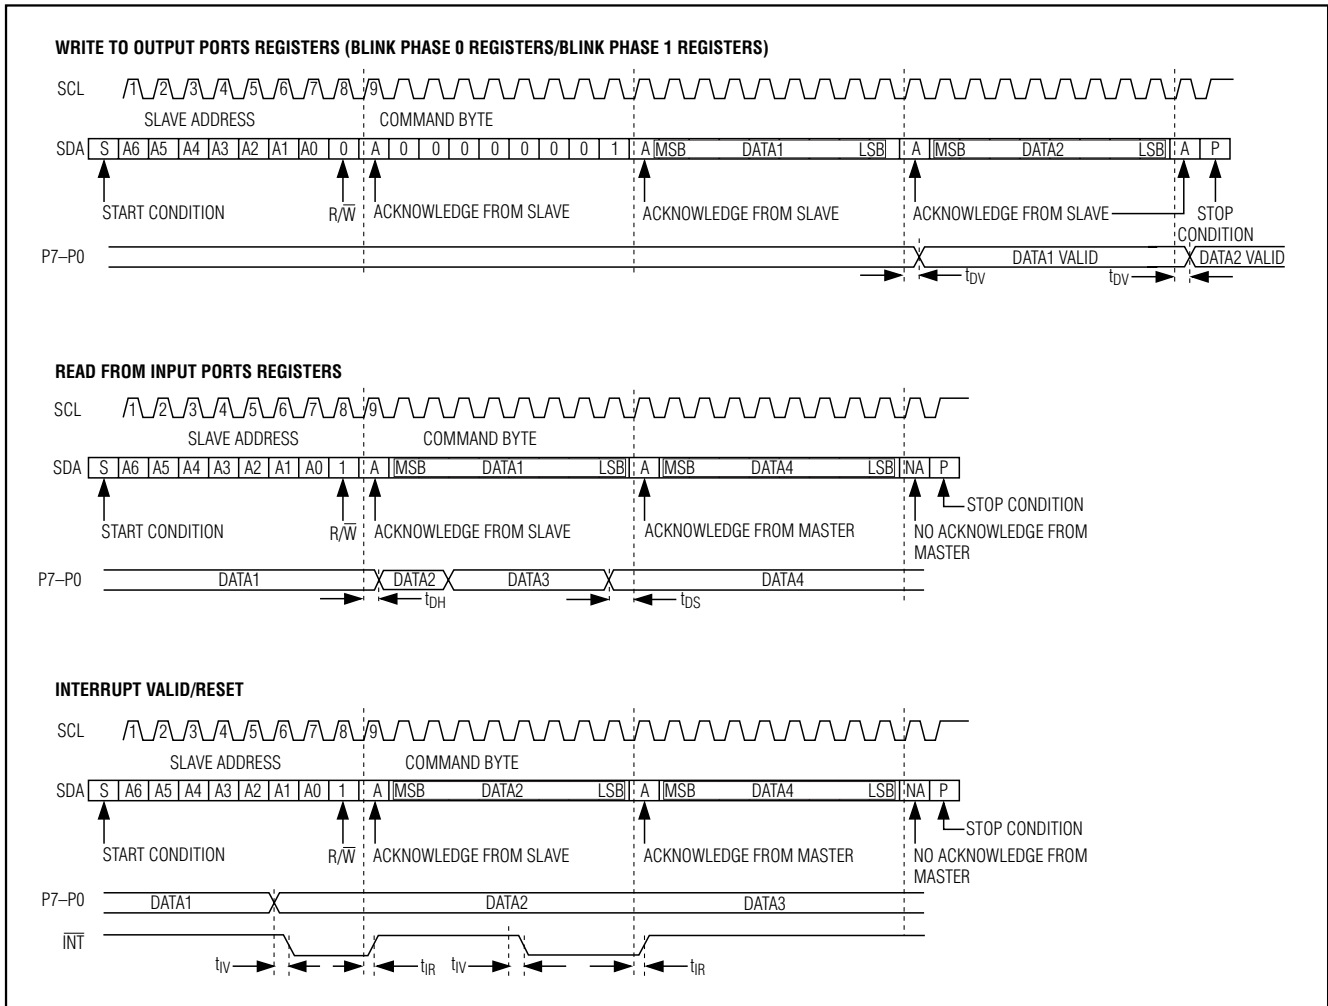 WRITE TO OUTPUT PORTS REGISTERS (BLINK PHASE 0 REGISTERS/BLINK PHASE 1 REGISTERS)
SCL 1 2 3 4 5 6 7 8 9
SLAVE ADDRESS COMMAND BYTE
SDA S A6 A5 A4 A3 A2 A1 A0 0 A 0 0 0 0 0 0 0 1 A MSB DATA1 LSB A MSB DATA2 LSB A P
START CONDITION R/W̅ ACKNOWLEDGE FROM SLAVE ACKNOWLEDGE FROM SLAVE ACKNOWLEDGE FROM SLAVE STOP
CONDITION
P7–P0 DATA1 VALID DATA2 VALID
tDV tDV
READ FROM INPUT PORTS REGISTERS
SCL 1 2 3 4 5 6 7 8 9
SLAVE ADDRESS COMMAND BYTE
SDA S A6 A5 A4 A3 A2 A1 A0 1 A MSB DATA1 LSB A MSB DATA4 LSB NA P
STOP CONDITION
START CONDITION R/W̅ ACKNOWLEDGE FROM SLAVE ACKNOWLEDGE FROM MASTER NO ACKNOWLEDGE FROM
MASTER
P7–P0 DATA1 DATA2 DATA3 DATA4
tDH tDS
INTERRUPT VALID/RESET
SCL 1 2 3 4 5 6 7 8 9
SLAVE ADDRESS COMMAND BYTE
SDA S A6 A5 A4 A3 A2 A1 A0 1 A MSB DATA2 LSB A MSB DATA4 LSB NA P
STOP CONDITION
START CONDITION R/W̅ ACKNOWLEDGE FROM SLAVE ACKNOWLEDGE FROM MASTER NO ACKNOWLEDGE FROM
MASTER
P7–P0 DATA1 DATA2 DATA3
I̅N̅T̅
tIV tIR tIV tIR